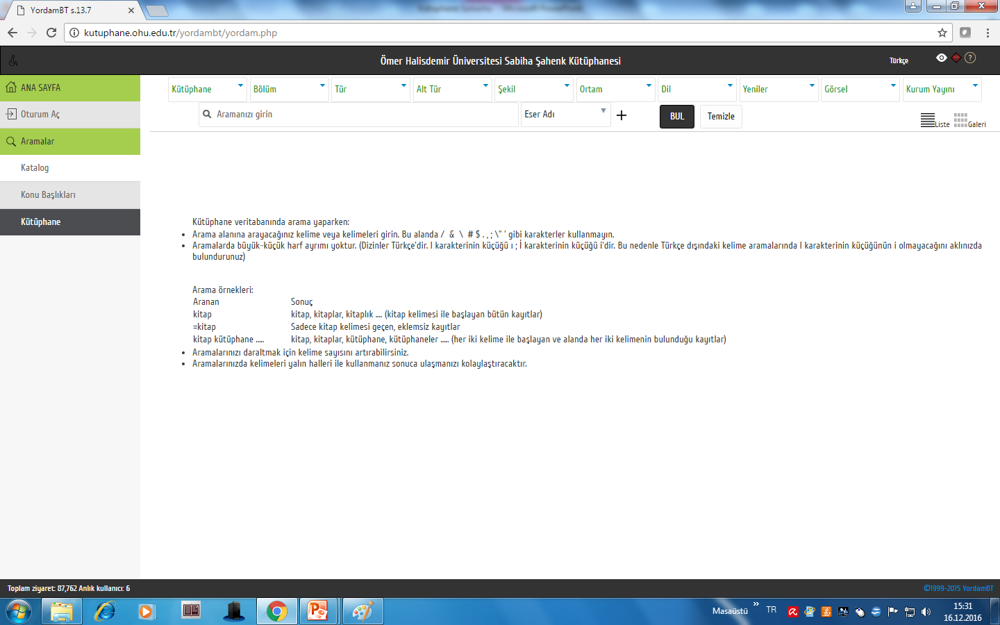 YordamBT s.13.7
kutuphane.ohu.edu.tr/yordambt/yordam.php
Ömer Halisdemir Üniversitesi Sabiha Şahenk Kütüphanesi
Türkçe
ANA SAYFA
Oturum Aç
Aramalar
Katalog
Konu Başlıkları
Kütüphane
Kütüphane Bölüm Tür Alt Tür Şekil Ortam Dil Yeniler Görsel Kurum Yayını
Aramanızı girin Eser Adı BUL Temizle
Liste Galeri
Kütüphane veritabanında arama yaparken:
• Arama alanına arayacağınız kelime veya kelimeleri girin. Bu alanda / & \ # $ . , ; \" ' gibi karakterler kullanmayın.
• Aramalarda büyük-küçük harf ayrımı yoktur. (Dizinler Türkçe'dir. I karakterinin küçüğü ı ; İ karakterinin küçüğü i'dir. Bu nedenle Türkçe dışındaki kelime aramalarında I karakterinin küçüğünün i olmayacağını aklınızda
bulundurunuz)
Arama örnekleri:
Aranan Sonuç
kitap kitap, kitaplar, kitaplık .... (kitap kelimesi ile başlayan bütün kayıtlar)
=kitap Sadece kitap kelimesi geçen, eklemsiz kayıtlar
kitap kütüphane ..... kitap, kitaplar, kütüphane, kütüphaneler ..... (her iki kelime ile başlayan ve alanda her iki kelimenin bulunduğu kayıtlar)
• Aramalarınızı daraltmak için kelime sayısını artırabilirsiniz.
• Aramalarınızda kelimeleri yalın halleri ile kullanmanız sonuca ulaşmanızı kolaylaştıracaktır.
Toplam ziyaret: 87,762 Anlık kullanıcı: 6
©1999-2015 YordamBT
Masaüstü » TR
15:31
16.12.2016